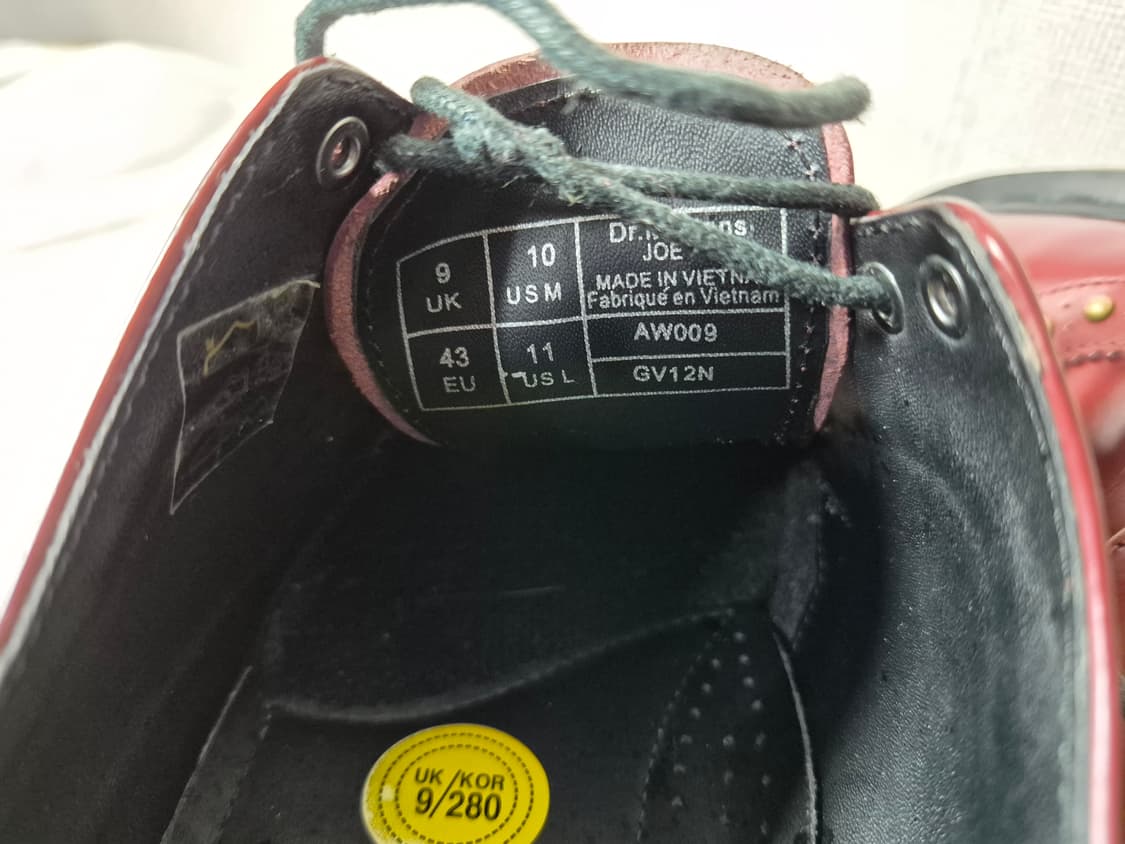 9
UK
10
US M
43
EU
11
US L
JOE
MADE IN
Fabriqué en Vietnam
AW009
GV12N
UK/KOR
9/280